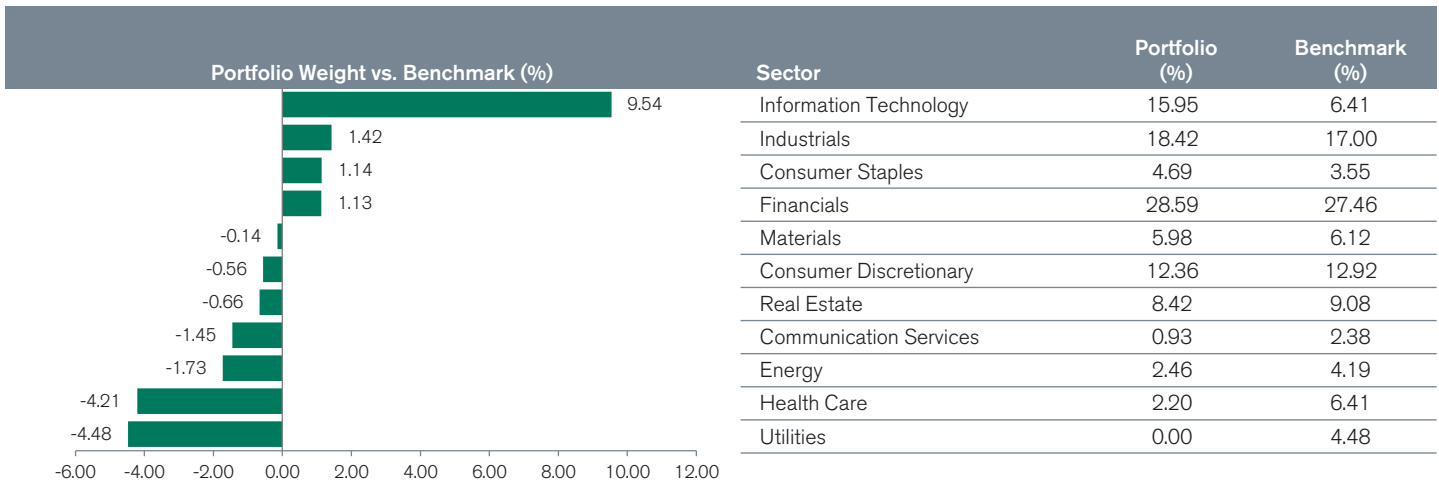 Portfolio Weight vs. Benchmark (%) Sector Portfolio (%) Benchmark (%)
9.54 Information Technology 15.95 6.41
1.42 Industrials 18.42 17.00
1.14 Consumer Staples 4.69 3.55
1.13 Financials 28.59 27.46
-0.14 Materials 5.98 6.12
-0.56 Consumer Discretionary 12.36 12.92
-0.66 Real Estate 8.42 9.08
-1.45 Communication Services 0.93 2.38
-1.73 Energy 2.46 4.19
-4.21 Health Care 2.20 6.41
-4.48 Utilities 0.00 4.48
-6.00 -4.00 -2.00 0.00 2.00 4.00 6.00 8.00 10.00 12.00